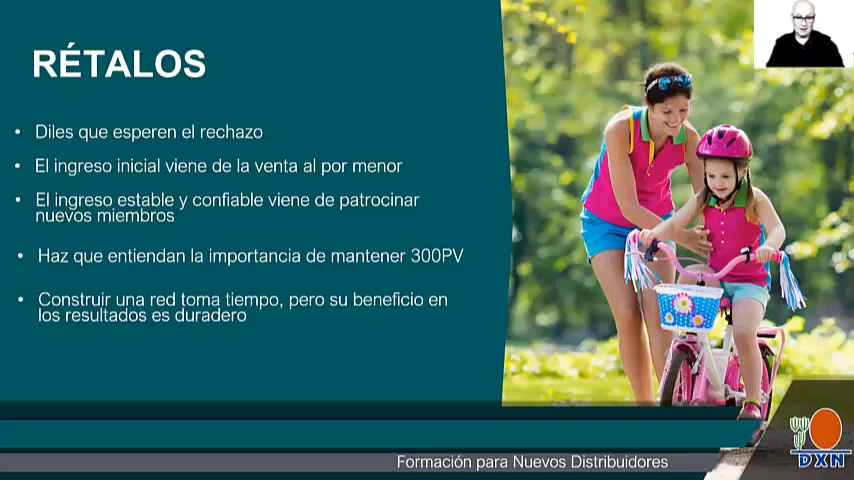 RÉTALOS
• Diles que esperen el rechazo
• El ingreso inicial viene de la venta al por menor
• El ingreso estable y confiable viene de patrocinar
nuevos miembros
• Haz que entiendan la importancia de mantener 300PV
• Construir una red toma tiempo, pero su beneficio en
los resultados es duradero
Formación para Nuevos Distribuidores
DXN